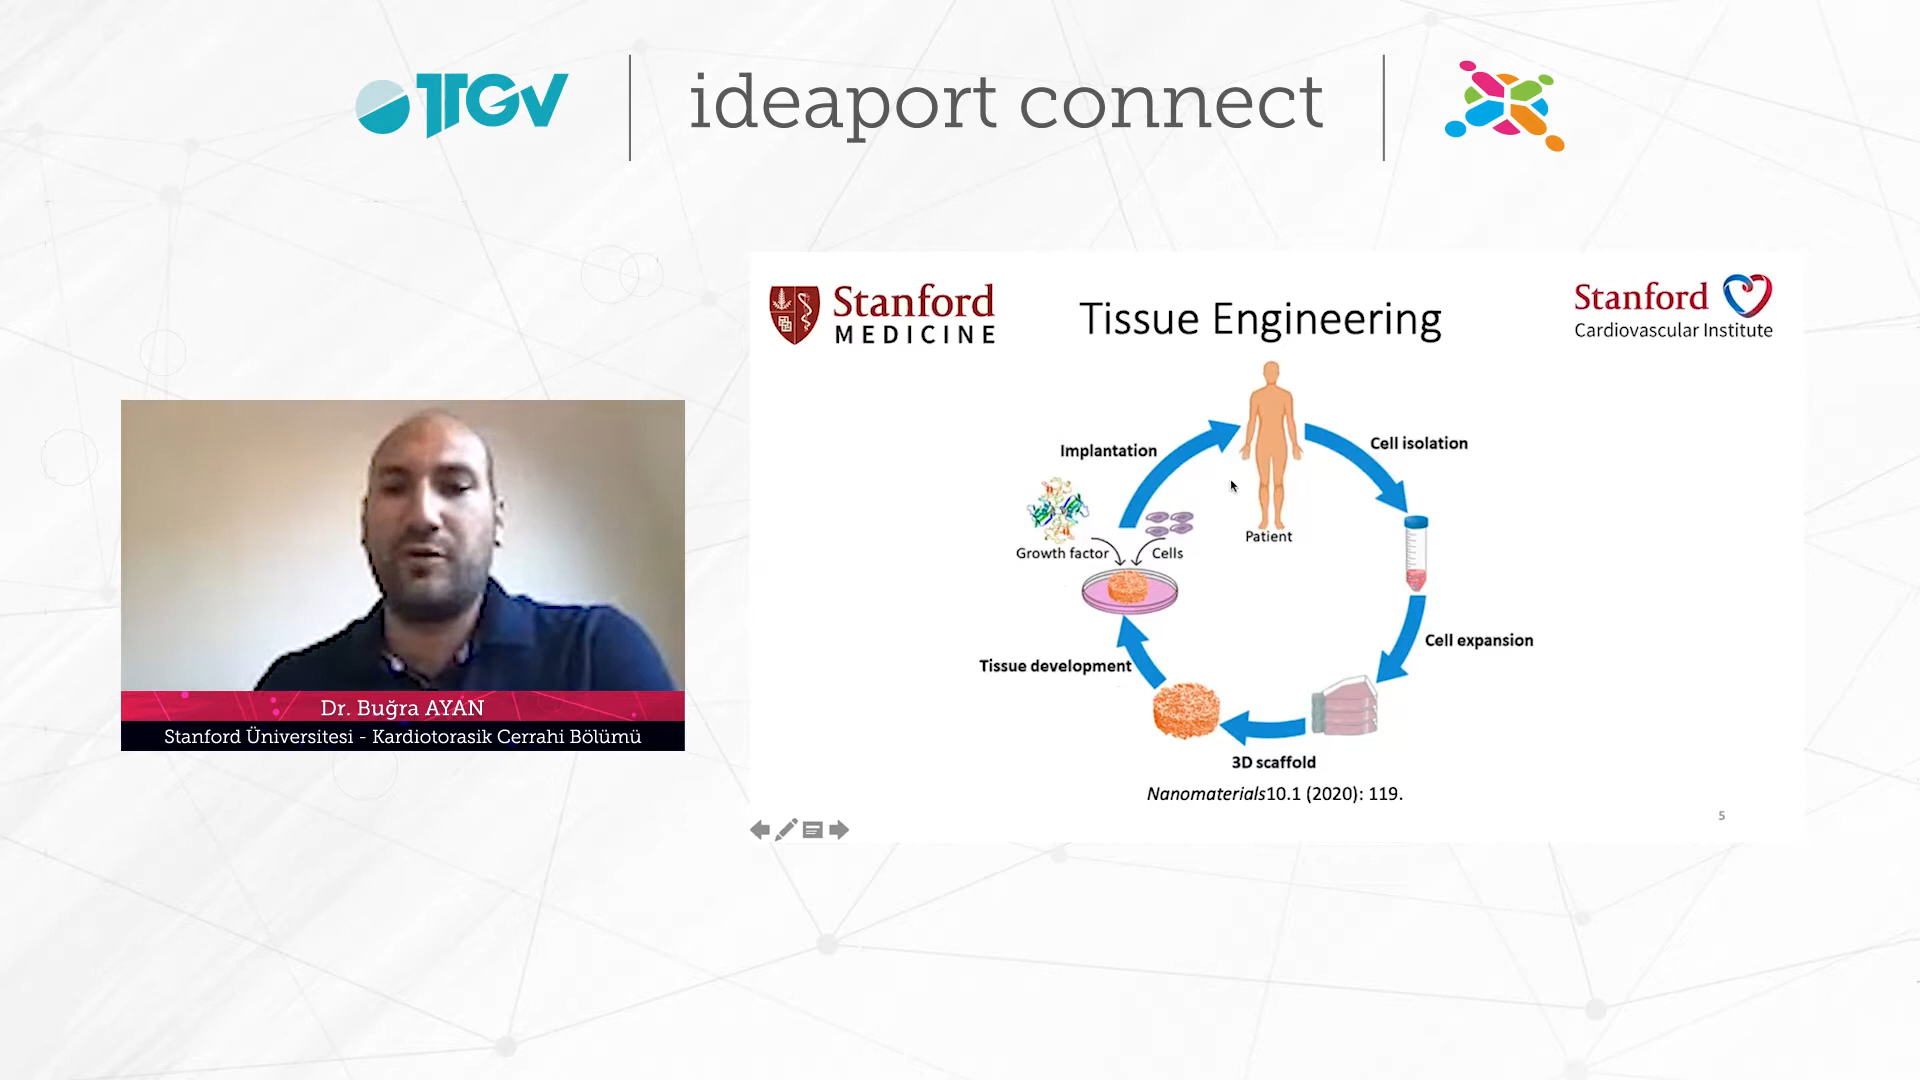 TTGV
ideaport connect
Stanford
MEDICINE
Tissue Engineering
Stanford
Cardiovascular Institute
Implantation
Cell isolation
Patient
Growth factor
Cells
Cell expansion
Tissue development
3D scaffold
Nanomaterials10.1 (2020): 119.
5
Dr. Buğra AYAN
Stanford Üniversitesi - Kardiotorasik Cerrahi Bölümü